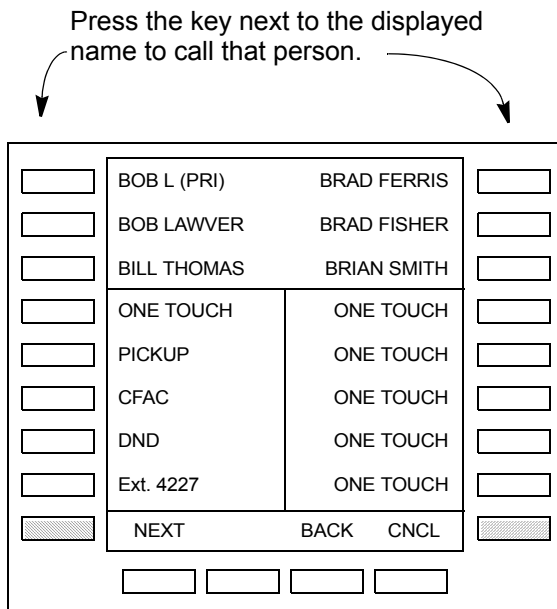 Press the key next to the displayed
name to call that person.
BOB L (PRI) BRAD FERRIS
BOB LAWVER BRAD FISHER
BILL THOMAS BRIAN SMITH
ONE TOUCH ONE TOUCH
PICKUP ONE TOUCH
CFAC ONE TOUCH
DND ONE TOUCH
Ext. 4227 ONE TOUCH
NEXT BACK CNCL